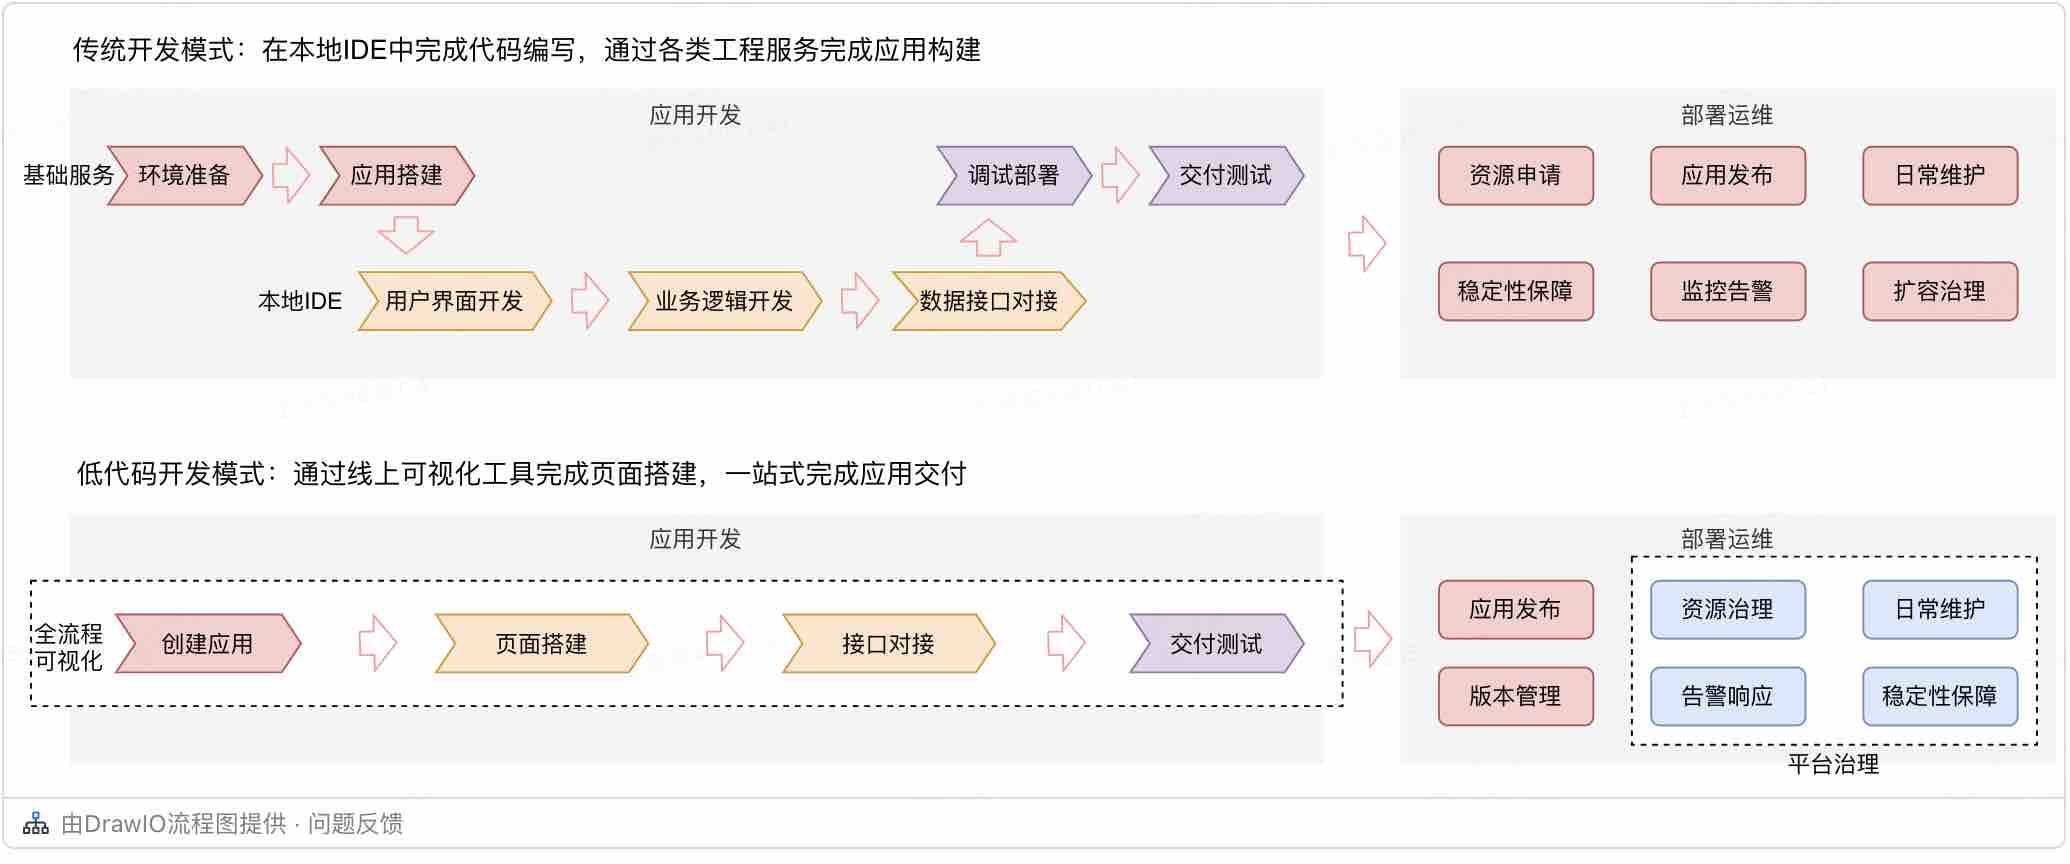 传统开发模式：在本地IDE中完成代码编写，通过各类工程服务完成应用构建
应用开发
部署运维
基础服务
环境准备
应用搭建
调试部署
交付测试
资源申请
应用发布
日常维护
本地IDE
用户界面开发
业务逻辑开发
数据接口对接
稳定性保障
监控告警
扩容治理
低代码开发模式：通过线上可视化工具完成页面搭建，一站式完成应用交付
应用开发
部署运维
全流程
可视化
创建应用
页面搭建
接口对接
交付测试
应用发布
资源治理
日常维护
版本管理
告警响应
稳定性保障
平台治理
由DrawIO流程图提供 · 问题反馈